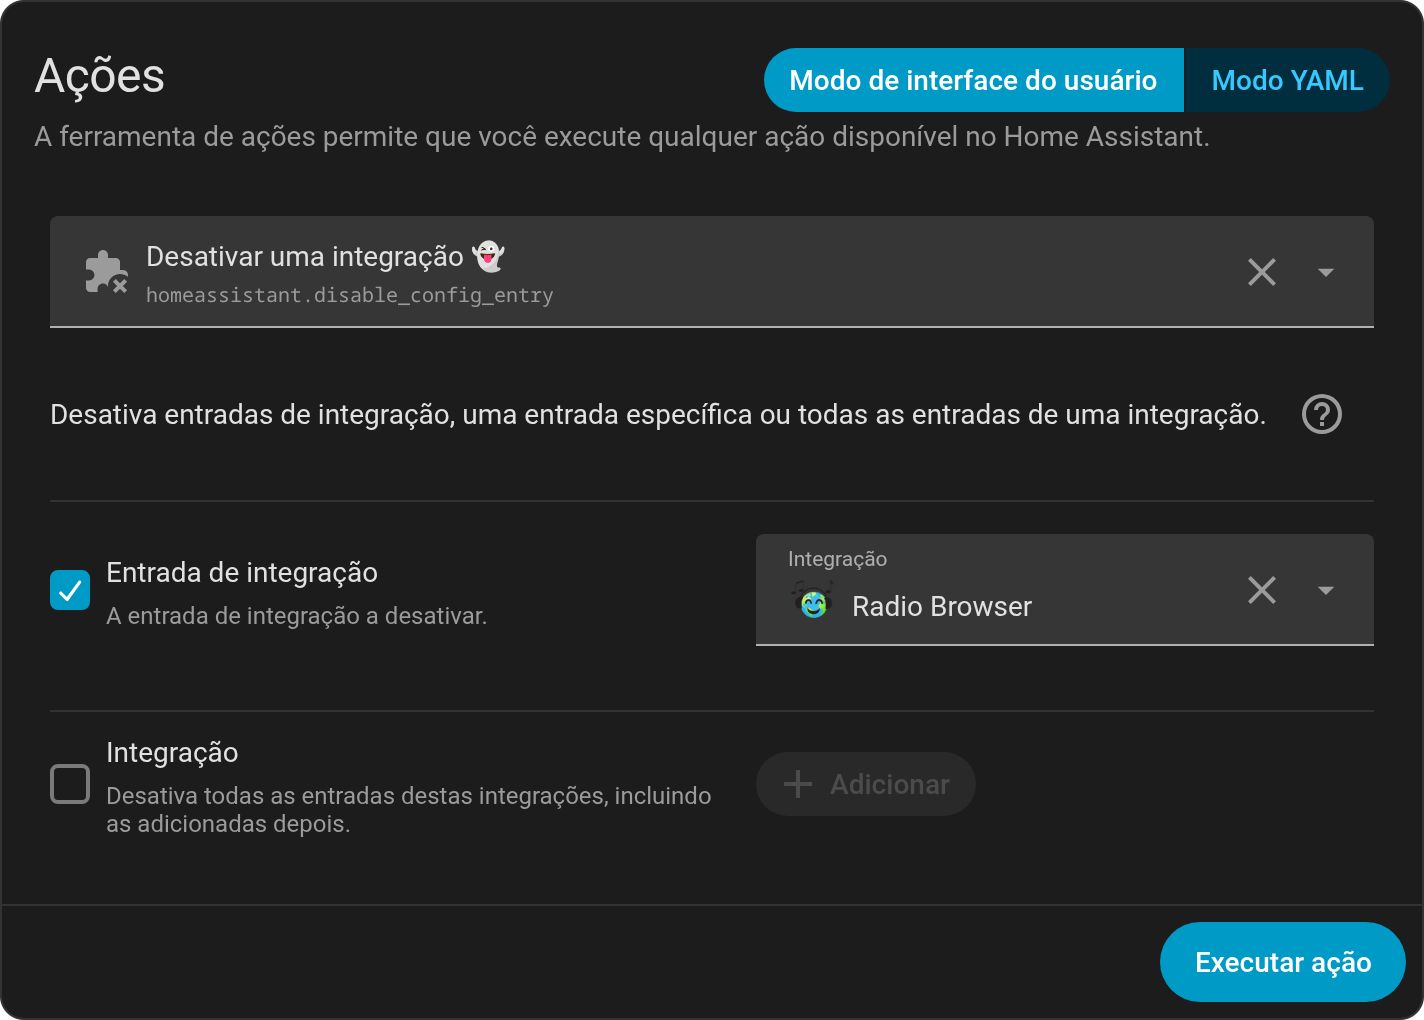 Ações
Modo de interface do usuário
Modo YAML
A ferramenta de ações permite que você execute qualquer ação disponível no Home Assistant.
Desativar uma integração 👻
homeassistant.disable_config_entry
Desativa entradas de integração, uma entrada específica ou todas as entradas de uma integração.
Entrada de integração
A entrada de integração a desativar.
Integração
Radio Browser
Integração
Desativa todas as entradas destas integrações, incluindo
as adicionadas depois.
Adicionar
Executar ação